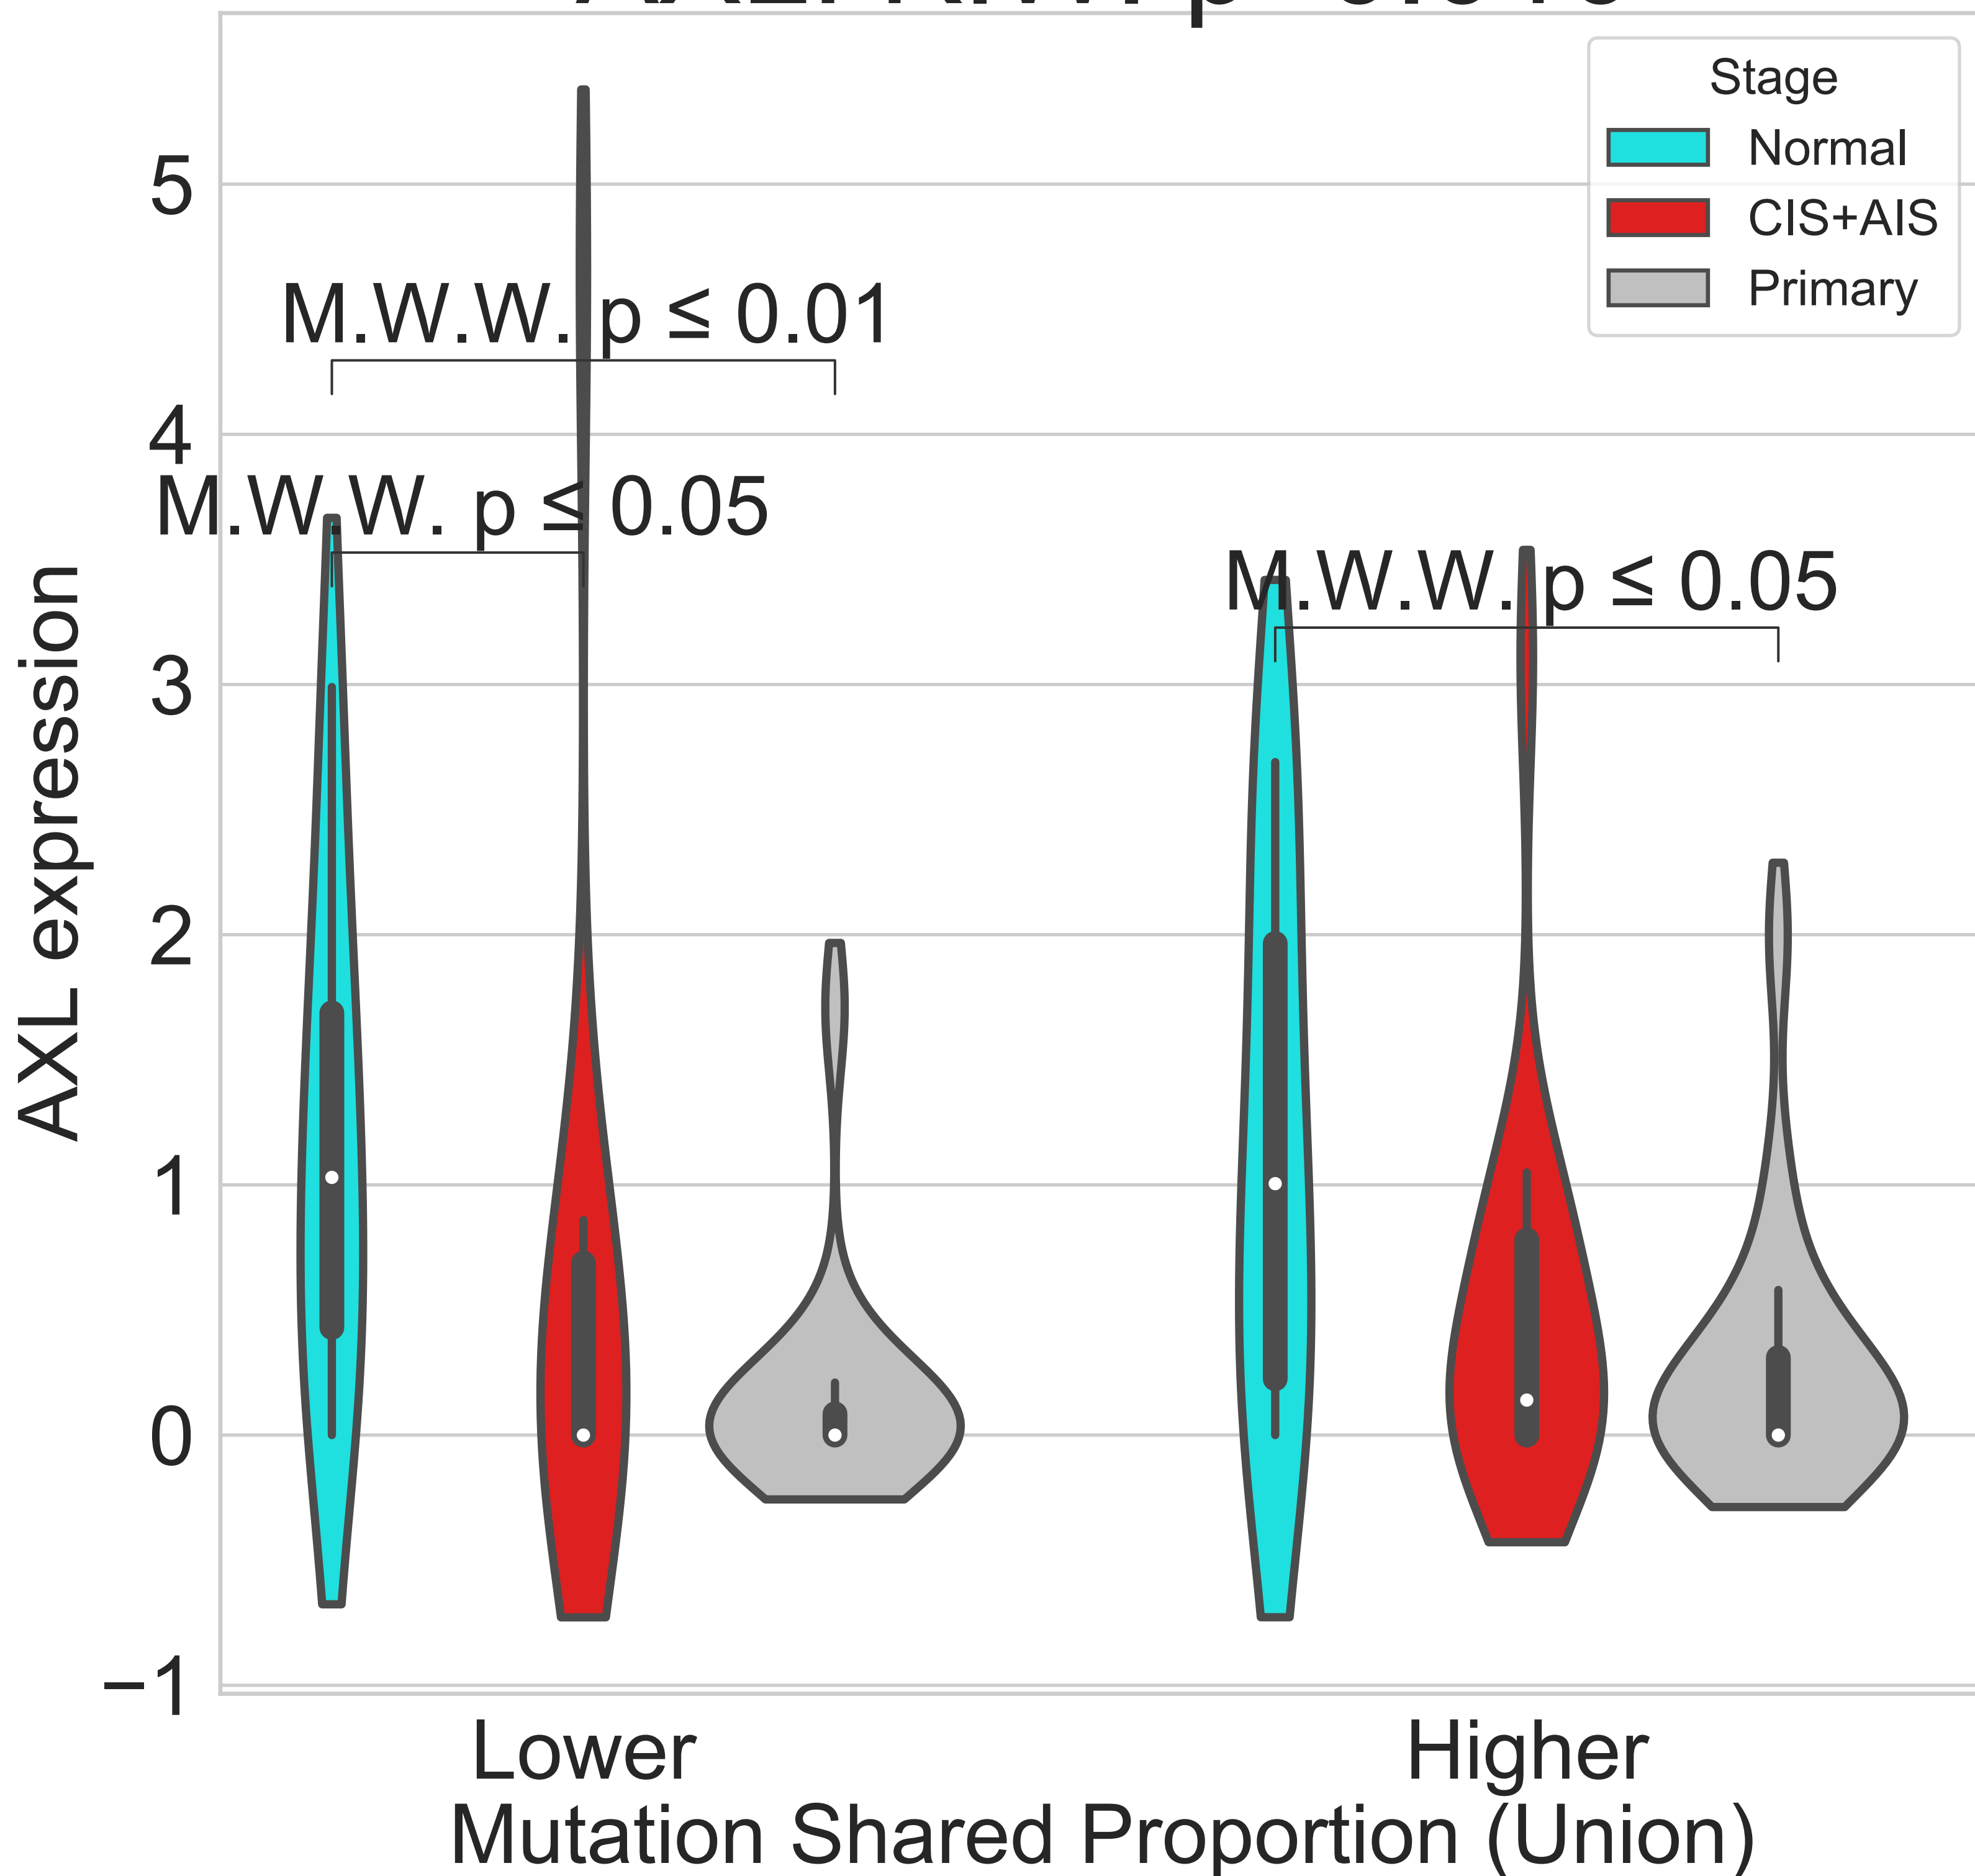 Stage
Normal
CIS+AIS
Primary
5
4
3
2
1
0
−1
AXL expression
M.W.W. p ≤ 0.01
M.W.W. p ≤ 0.05
M.W.W. p ≤ 0.05
Lower
Higher
Mutation Shared Proportion (Union)